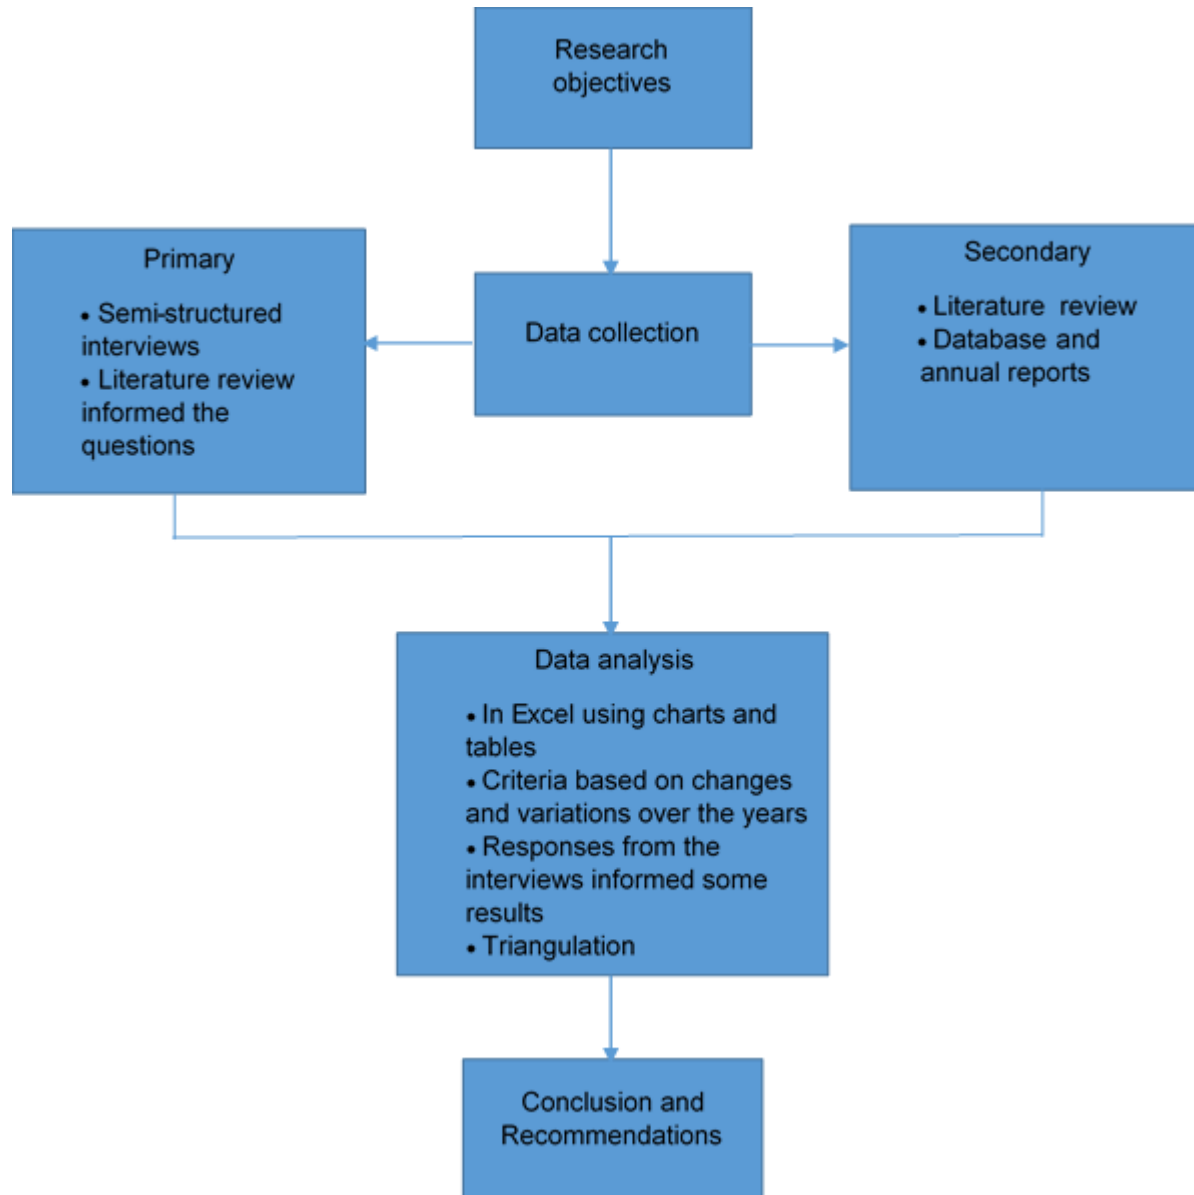 Research
objectives
Primary
• Semi-structured
interviews
• Literature review
informed the
questions
Data collection
Secondary
• Literature review
• Database and
annual reports
Data analysis
• In Excel using charts and
tables
• Criteria based on changes
and variations over the years
• Responses from the
interviews informed some
results
• Triangulation
Conclusion and
Recommendations